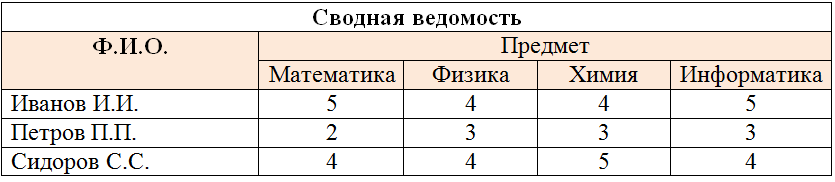 Сводная ведомость
Ф.И.О. Предмет
Математика Физика Химия Информатика
Иванов И.И. 5 4 4 5
Петров П.П. 2 3 3 3
Сидоров С.С. 4 4 5 4